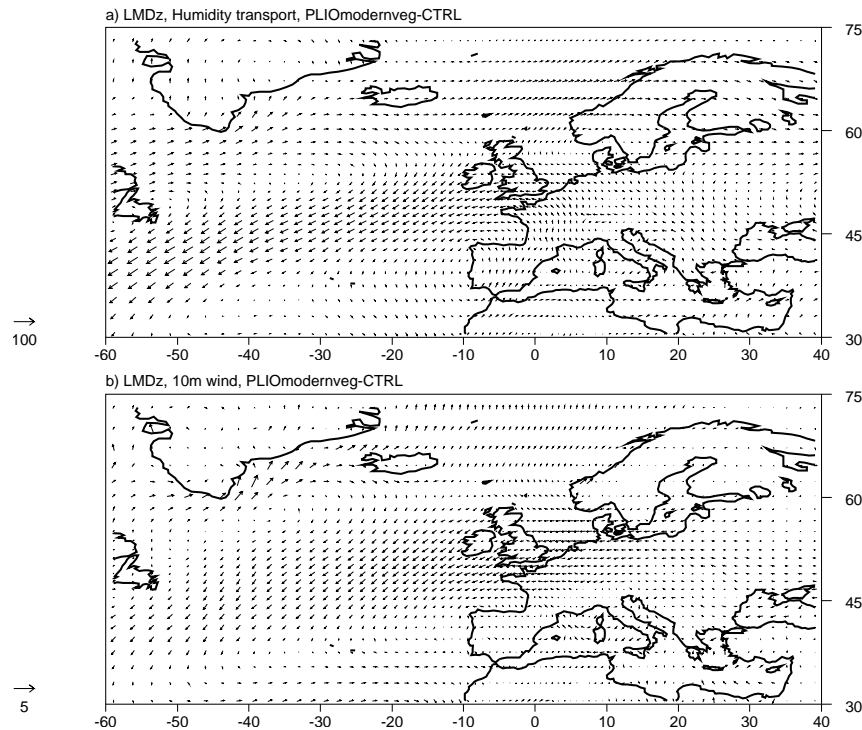 a) LMDz, Humidity transport, PLIOmodernveg-CTRL
75
60
45
30
100
-60 -50 -40 -30 -20 -10 0 10 20 30 40
b) LMDz, 10m wind, PLIOmodernveg-CTRL
75
60
45
30
5
-60 -50 -40 -30 -20 -10 0 10 20 30 40